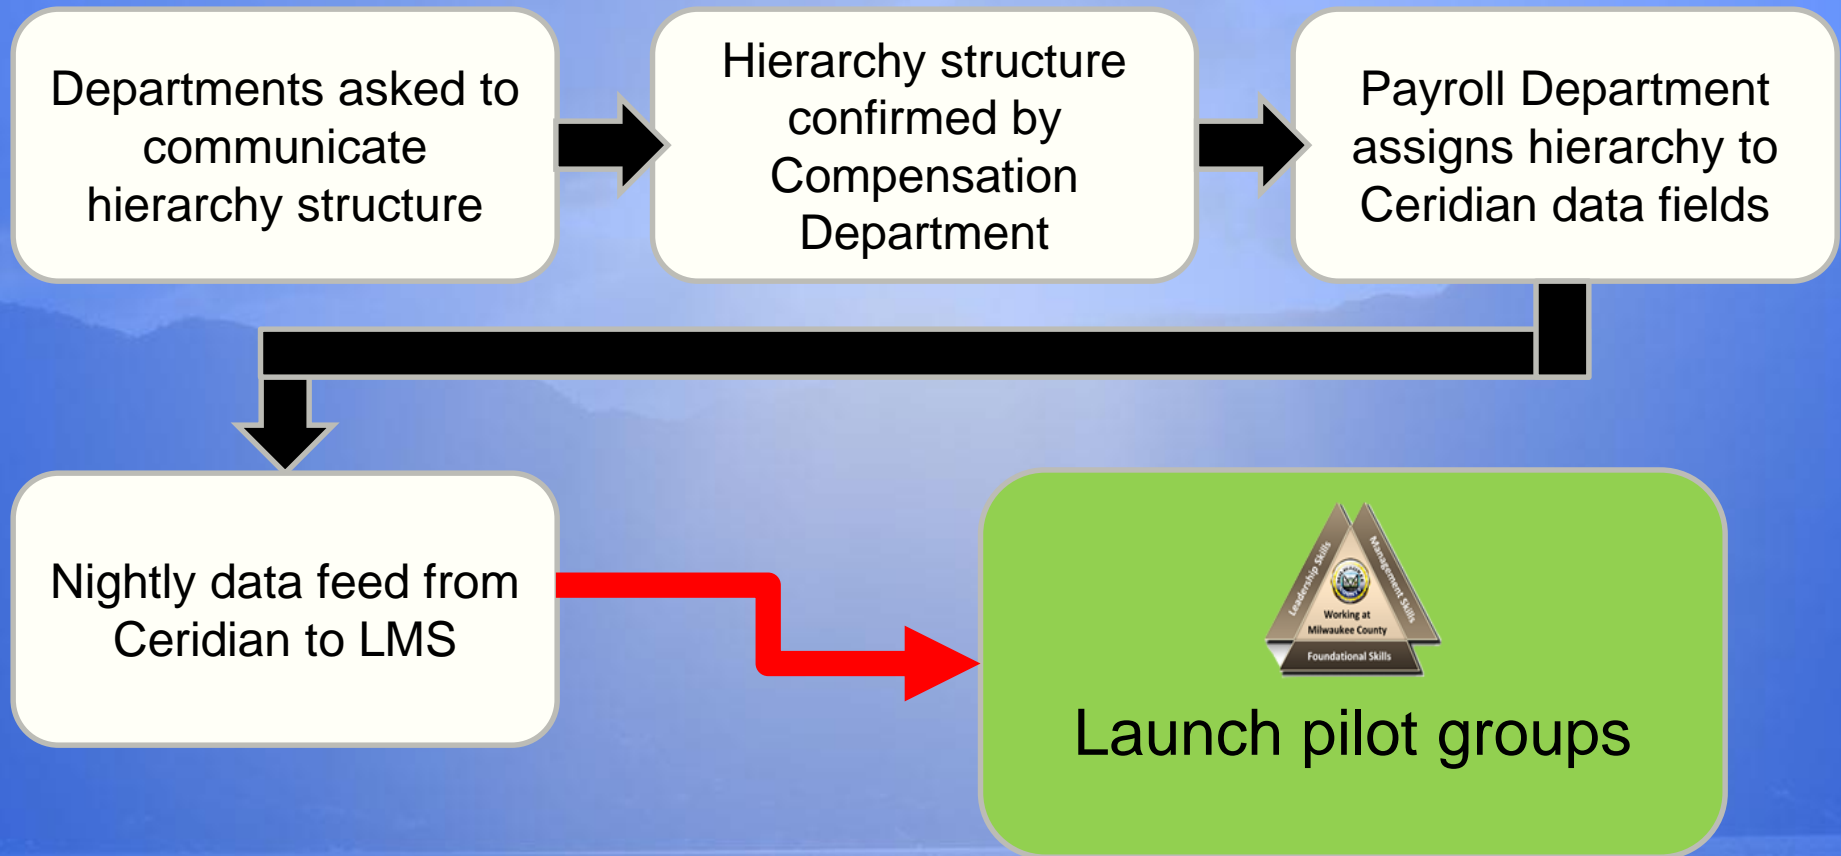 Departments asked to
communicate
hierarchy structure
Hierarchy structure
confirmed by
Compensation
Department
Payroll Department
assigns hierarchy to
Ceridian data fields
Nightly data feed from
Ceridian to LMS
Leadership Skills
Management Skills
Working at
Milwaukee County
Foundational Skills
Launch pilot groups